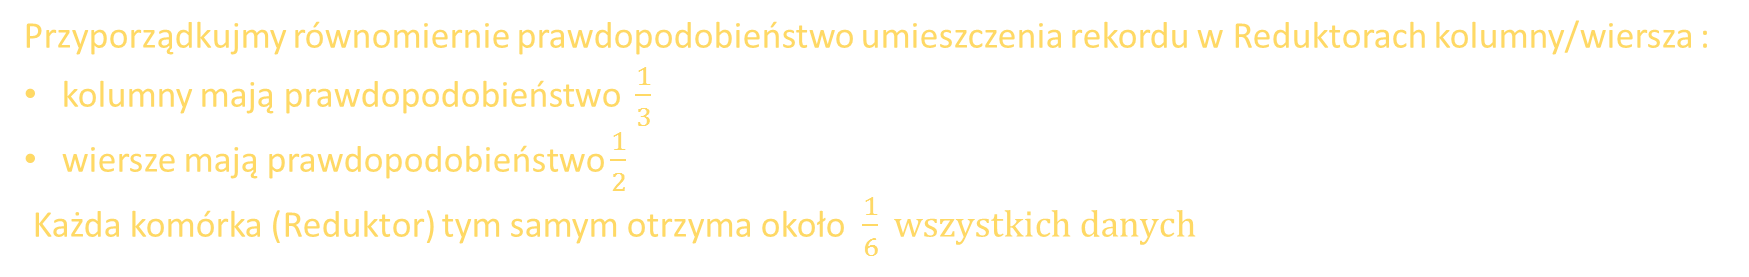 Przyporządkujmy równomiernie prawdopodobieństwo umieszczenia rekordu w Reduktorach kolumny/wiersza :
• kolumny mają prawdopodobieństwo 1/3
• wiersze mają prawdopodobieństwo 1/2
Każda komórka (Reduktor) tym samym otrzyma około 1/6 wszystkich danych